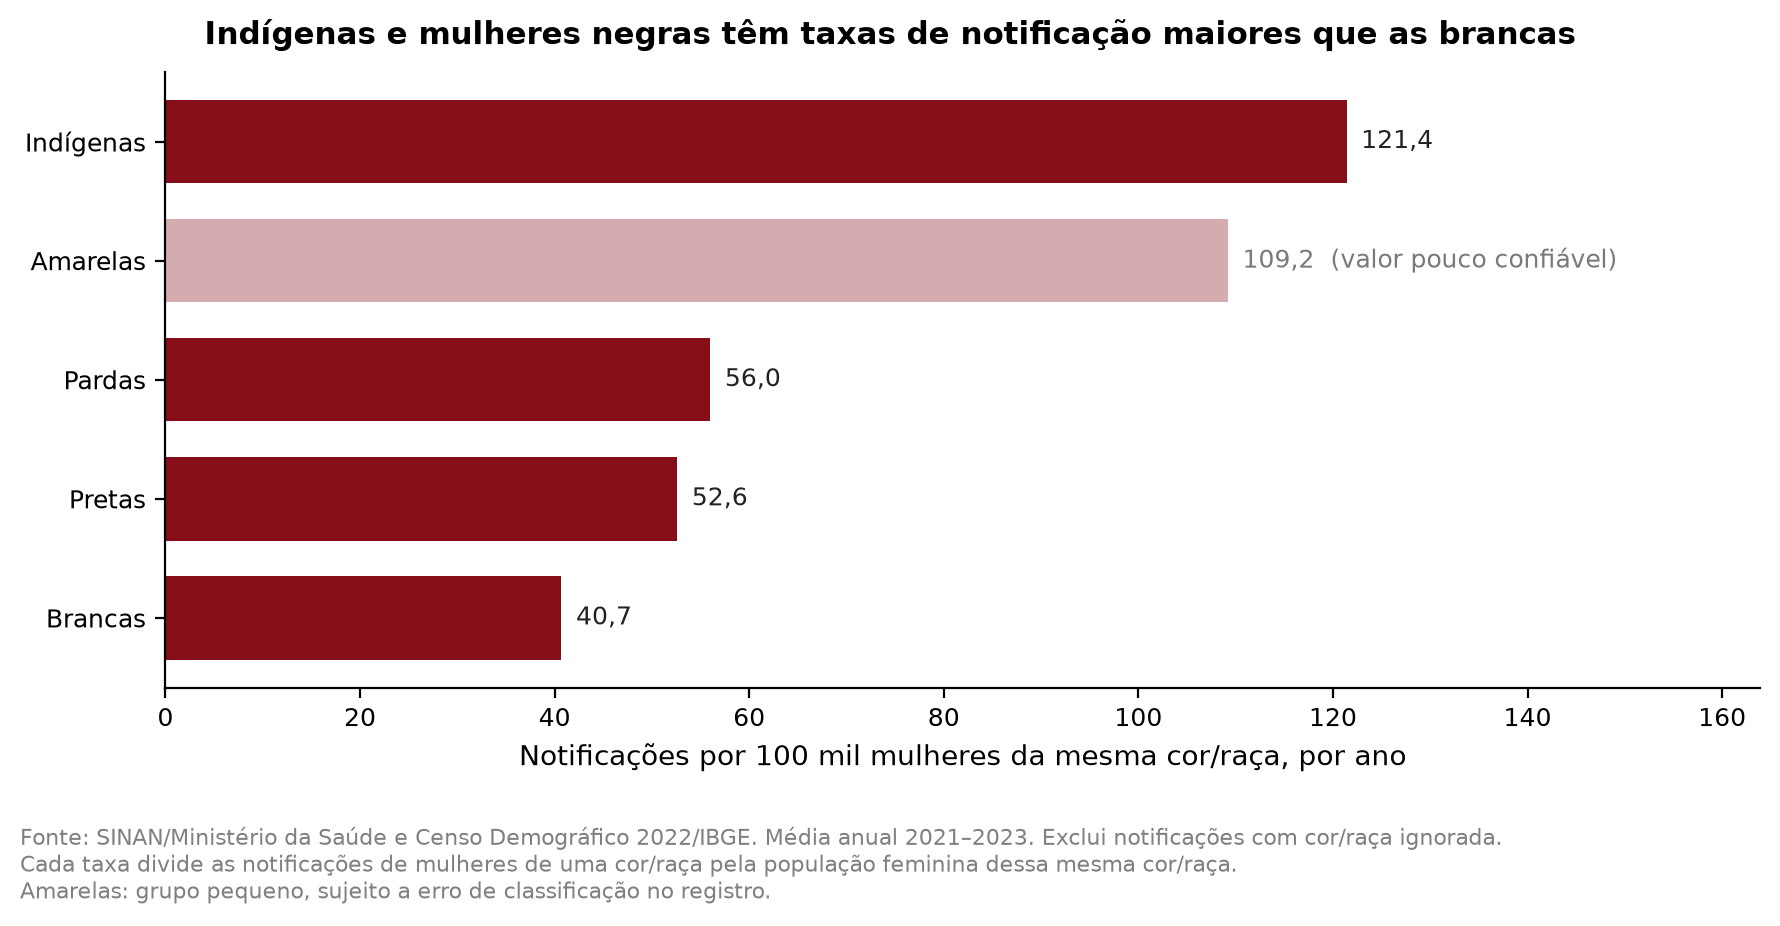 Indígenas e mulheres negras têm taxas de notificação maiores que as brancas
Indígenas
121,4
Amarelas
109,2 (valor pouco confiável)
Pardas
56,0
Pretas
52,6
Brancas
40,7
0 20 40 60 80 100 120 140 160
Notificações por 100 mil mulheres da mesma cor/raça, por ano
Fonte: SINAN/Ministério da Saúde e Censo Demográfico 2022/IBGE. Média anual 2021–2023. Exclui notificações com cor/raça ignorada.
Cada taxa divide as notificações de mulheres de uma cor/raça pela população feminina dessa mesma cor/raça.
Amarelas: grupo pequeno, sujeito a erro de classificação no registro.